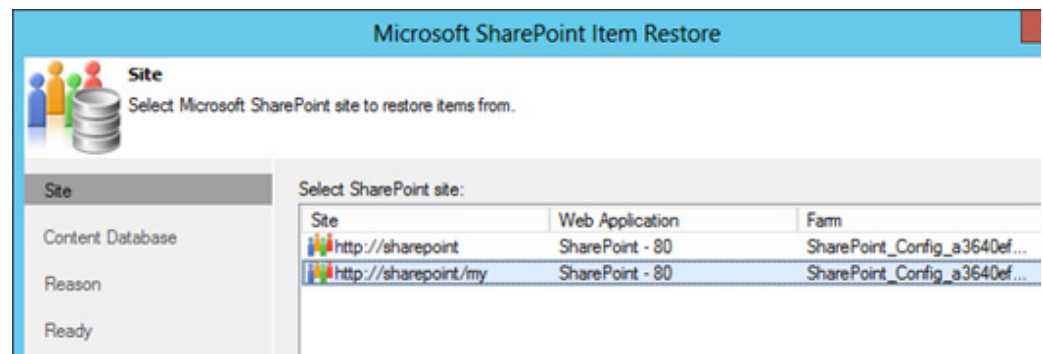 Microsoft SharePoint Item Restore
Site
Select Microsoft SharePoint site to restore items from.
Site
Content Database
Reason
Ready
Select SharePoint site:
Site Web Application Farm
http://sharepoint SharePoint - 80 SharePoint_Config_a3640ef...
http://sharepoint/my SharePoint - 80 SharePoint_Config_a3640ef...